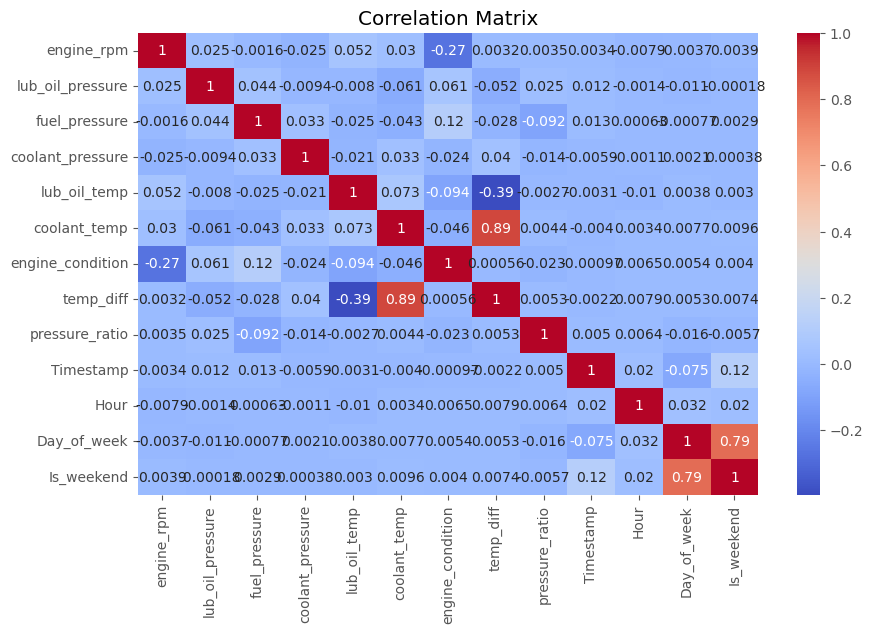 Correlation Matrix
engine_rpm 1 0.025 -0.0016 -0.025 0.052 0.03 -0.27 0.0032 0.0035 0.0034 -0.0079 0.0037 0.0039
lub_oil_pressure 0.025 1 0.044 -0.0094 -0.008 -0.061 0.061 -0.052 0.025 0.012 -0.0014 -0.011 -0.00018
fuel_pressure -0.0016 0.044 1 0.033 -0.025 -0.043 0.12 -0.028 -0.092 0.013 0.00063 -0.00077 0.0029
coolant_pressure -0.025 -0.0094 0.033 1 -0.021 0.033 -0.024 0.04 -0.014 -0.0059 -0.0011 0.0021 0.00038
lub_oil_temp 0.052 -0.008 -0.025 -0.021 1 0.073 -0.094 -0.39 -0.0027 -0.0031 -0.01 0.0038 0.003
coolant_temp 0.03 -0.061 -0.043 0.033 0.073 1 -0.046 0.89 0.0044 -0.004 0.0034 0.0077 0.0096
engine_condition -0.27 0.061 0.12 -0.024 -0.094 -0.046 1 0.00056 -0.023 -0.00097 0.0065 0.0054 0.004
temp_diff 0.0032 -0.052 -0.028 0.04 -0.39 0.89 0.00056 1 0.0053 -0.0022 0.0079 0.0053 0.0074
pressure_ratio 0.0035 0.025 -0.092 -0.014 -0.0027 0.0044 -0.023 0.0053 1 0.005 0.0064 -0.016 -0.0057
Timestamp 0.0034 0.012 0.013 -0.0059 -0.0031 -0.004 -0.00097 -0.0022 0.005 1 0.02 -0.075 0.12
Hour -0.0079 -0.0014 0.00063 -0.0011 -0.01 0.0034 0.0065 0.0079 0.0064 0.02 1 0.032 0.02
Day_of_week -0.0037 -0.011 -0.00077 0.0021 0.0038 0.0077 0.0054 0.0053 -0.016 -0.075 0.032 1 0.79
Is_weekend 0.0039 0.00018 0.0029 0.00038 0.003 0.0096 0.004 0.0074 -0.0057 0.12 0.02 0.79 1
engine_rpm
lub_oil_pressure
fuel_pressure
coolant_pressure
lub_oil_temp
coolant_temp
engine_condition
temp_diff
pressure_ratio
Timestamp
Hour
Day_of_week
Is_weekend
1.0
0.8
0.6
0.4
0.2
0.0
−0.2